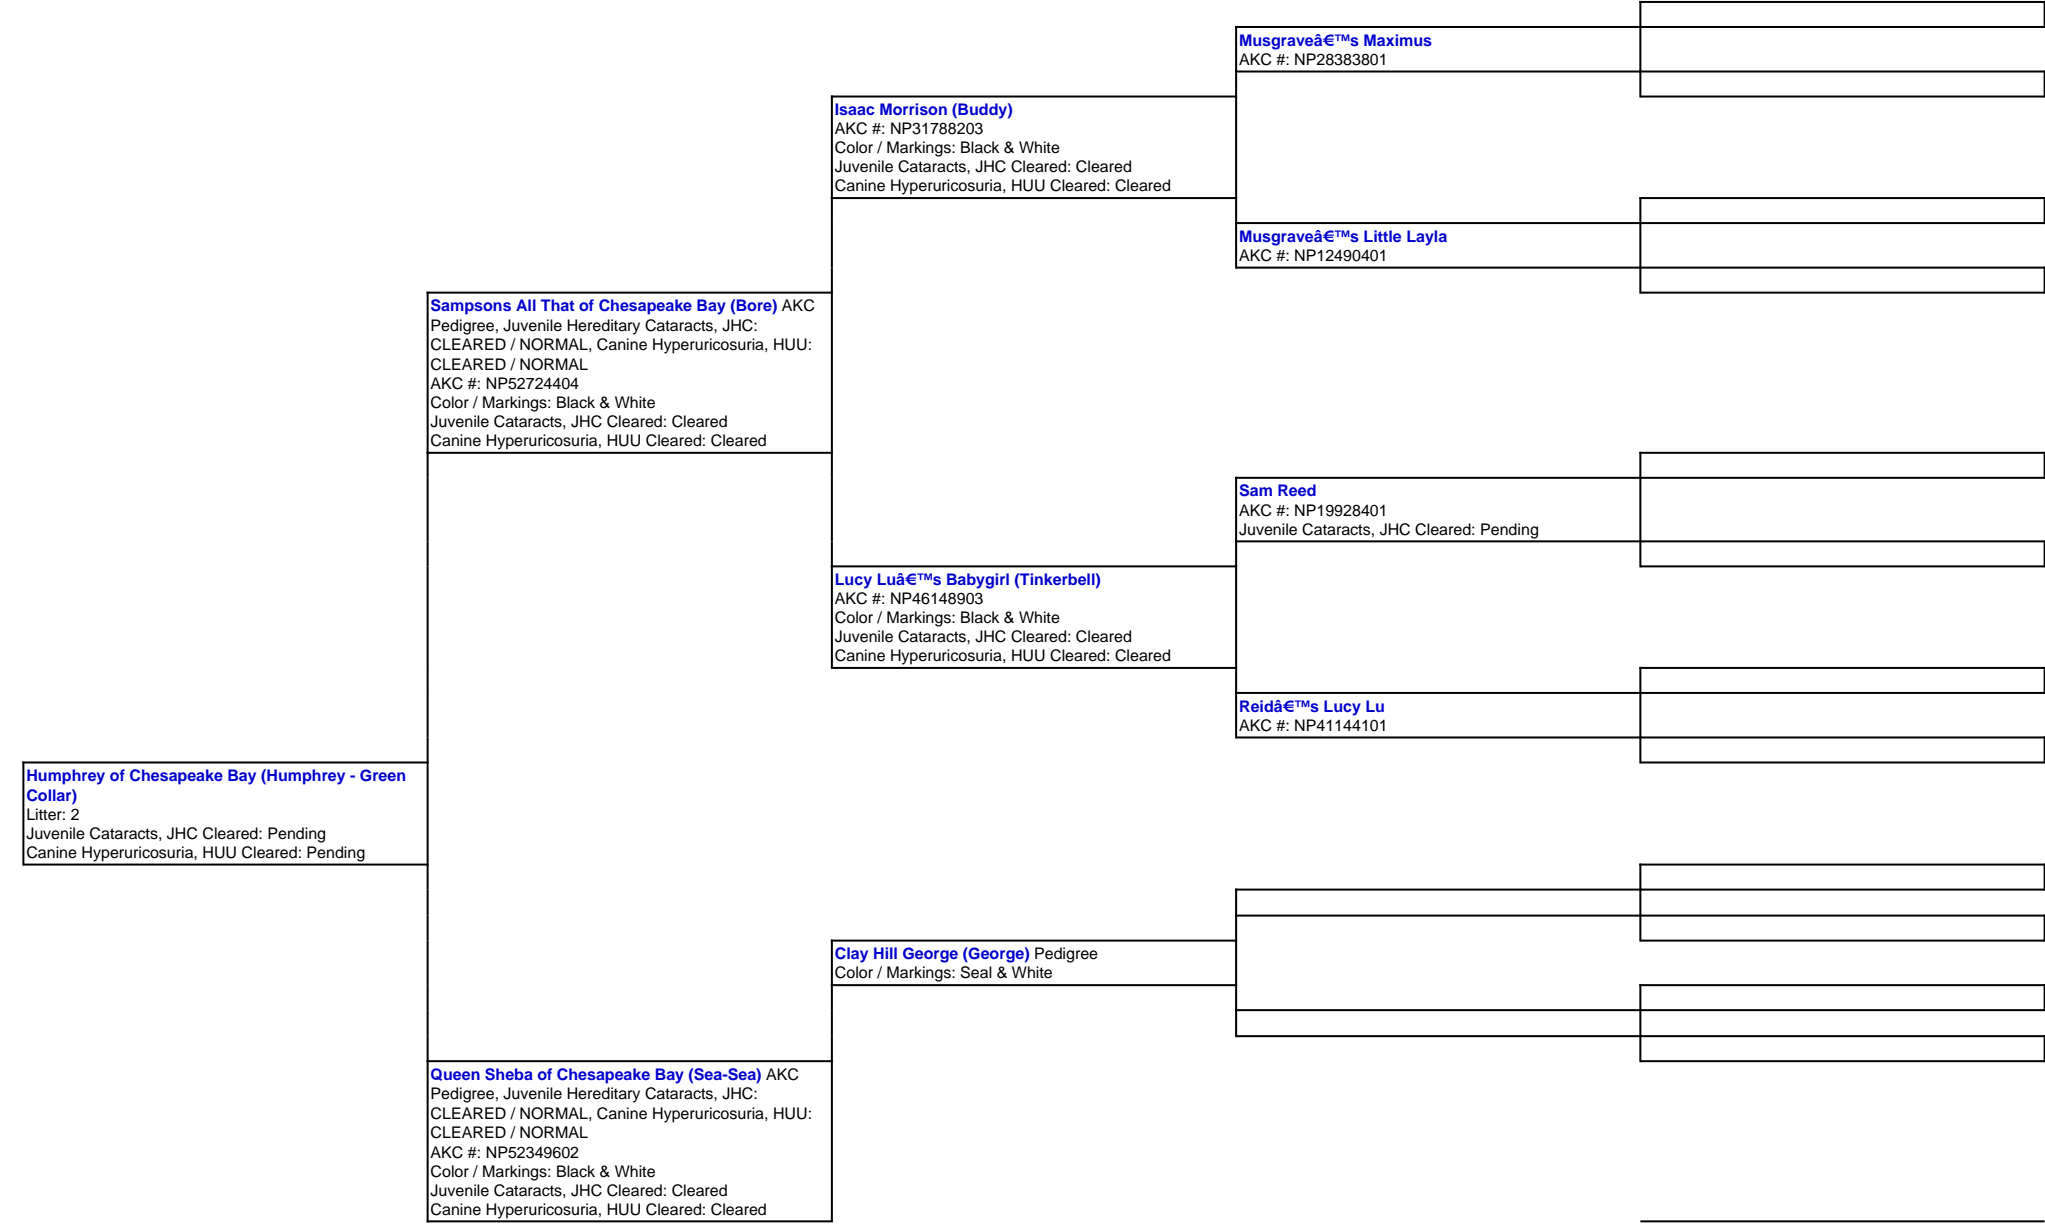 Musgraveâ€™s Maximus
AKC #: NP28383801
Isaac Morrison (Buddy)
AKC #: NP31788203
Color / Markings: Black & White
Juvenile Cataracts, JHC Cleared: Cleared
Canine Hyperuricosuria, HUU Cleared: Cleared
Musgraveâ€™s Little Layla
AKC #: NP12490401
Sampsons All That of Chesapeake Bay (Bore) AKC
Pedigree, Juvenile Hereditary Cataracts, JHC:
CLEARED / NORMAL, Canine Hyperuricosuria, HUU:
CLEARED / NORMAL
AKC #: NP52724404
Color / Markings: Black & White
Juvenile Cataracts, JHC Cleared: Cleared
Canine Hyperuricosuria, HUU Cleared: Cleared
Sam Reed
AKC #: NP19928401
Juvenile Cataracts, JHC Cleared: Pending
Lucy Luâ€™s Babygirl (Tinkerbell)
AKC #: NP46148903
Color / Markings: Black & White
Juvenile Cataracts, JHC Cleared: Cleared
Canine Hyperuricosuria, HUU Cleared: Cleared
Reidâ€™s Lucy Lu
AKC #: NP41144101
Humphrey of Chesapeake Bay (Humphrey - Green
Collar)
Litter: 2
Juvenile Cataracts, JHC Cleared: Pending
Canine Hyperuricosuria, HUU Cleared: Pending
Clay Hill George (George) Pedigree
Color / Markings: Seal & White
Queen Sheba of Chesapeake Bay (Sea-Sea) AKC
Pedigree, Juvenile Hereditary Cataracts, JHC:
CLEARED / NORMAL, Canine Hyperuricosuria, HUU:
CLEARED / NORMAL
AKC #: NP52349602
Color / Markings: Black & White
Juvenile Cataracts, JHC Cleared: Cleared
Canine Hyperuricosuria, HUU Cleared: Cleared